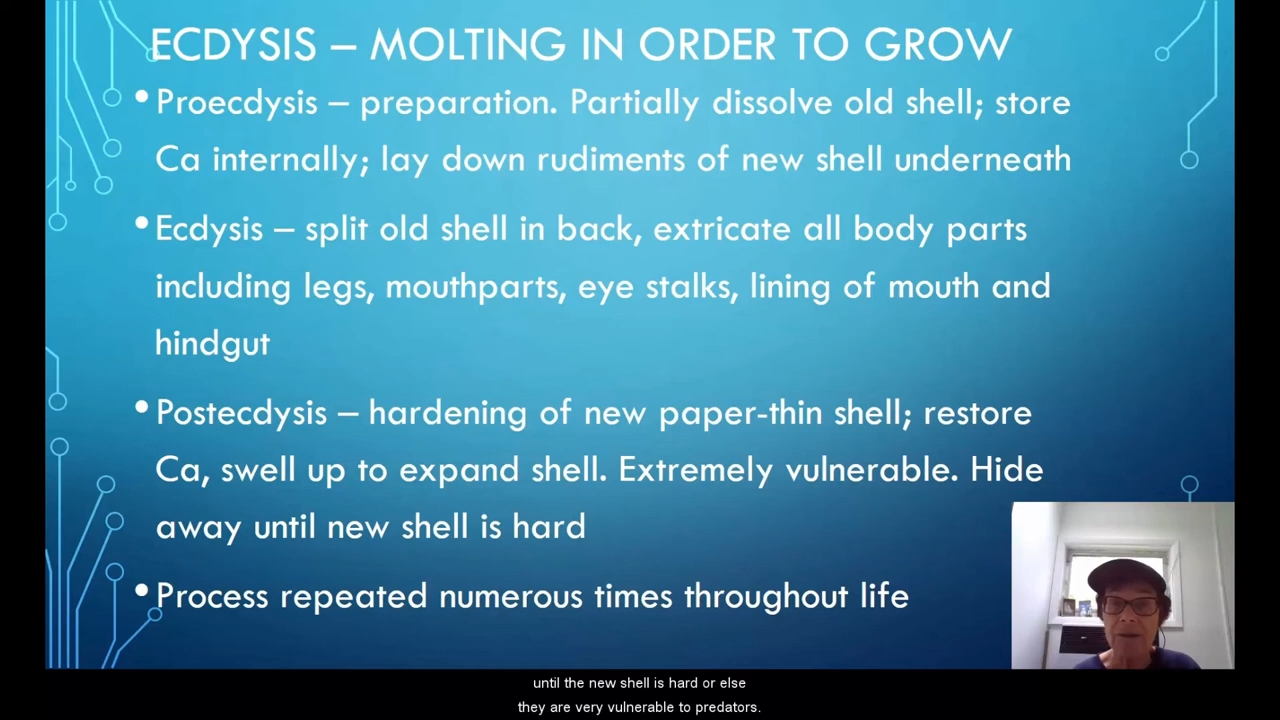 ECDYSIS – MOLTING IN ORDER TO GROW
• Proecdysis – preparation. Partially dissolve old shell; store
Ca internally; lay down rudiments of new shell underneath
• Ecdysis – split old shell in back, extricate all body parts
including legs, mouthparts, eye stalks, lining of mouth and
hindgut
• Postecdysis – hardening of new paper-thin shell; restore
Ca, swell up to expand shell. Extremely vulnerable. Hide
away until new shell is hard
• Process repeated numerous times throughout life
until the new shell is hard or else
they are very vulnerable to predators.